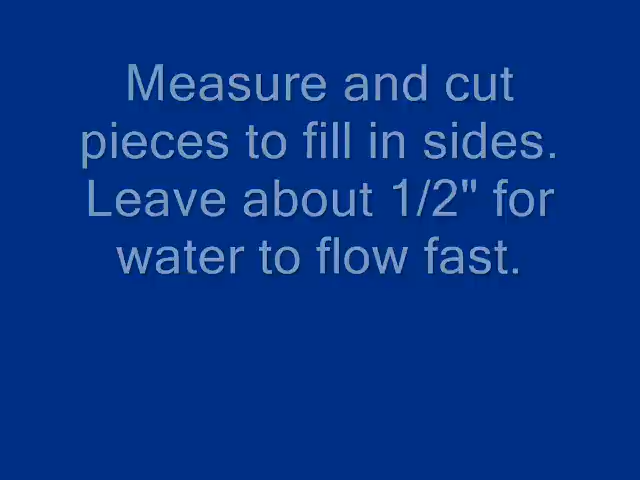 Measure and cut
pieces to fill in sides.
Leave about 1/2" for
water to flow fast.